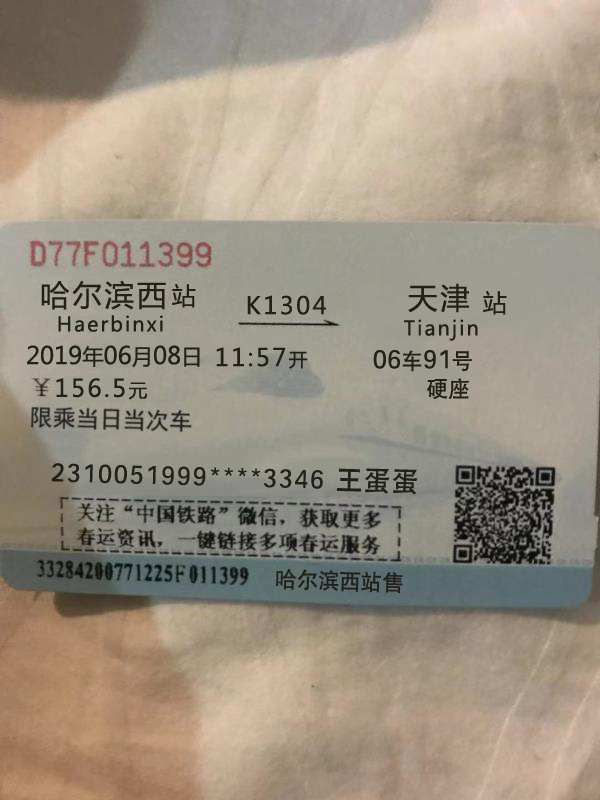 D77F011399
哈尔滨西站 K1304 天津站
Haerbinxi Tianjin
2019年06月08日 11:57开 06车91号
￥156.5元 硬座
限乘当日当次车
2310051999****3346 王蛋蛋
关注“中国铁路”微信，获取更多
春运资讯，一键链接多项春运服务
33284200771225F011399 哈尔滨西站售